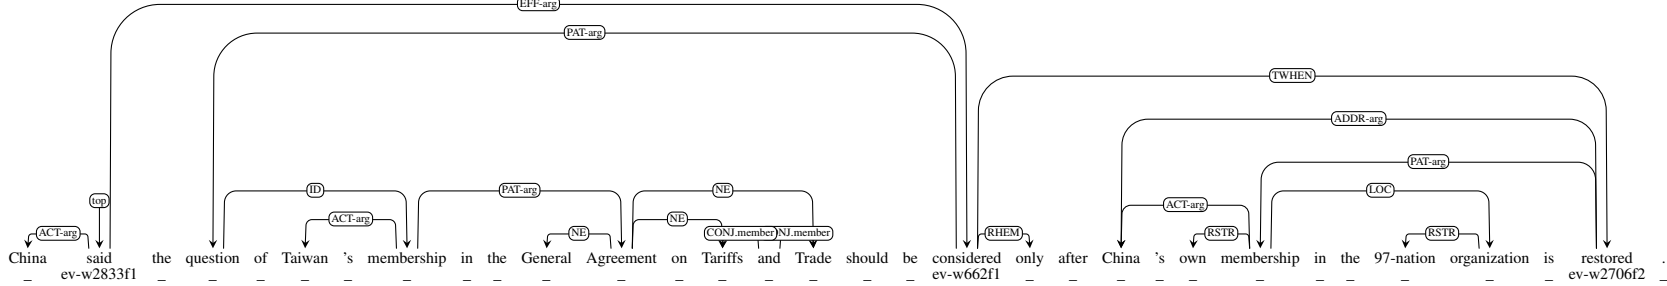 EFF-arg
PAT-arg
TWHEN
ADDR-arg
PAT-arg
ID PAT-arg NE LOC
top
ACT-arg
ACT-arg NE
ACT-arg NE CONJ.member NJ.member RHEM RSTR RSTR
China said the question of Taiwan 's membership in the General Agreement on Tariffs and Trade should be considered only after China 's own membership in the 97-nation organization is restored .
_ ev-w2833f1 _ _ _ _ _ _ _ _ _ _ _ _ _ _ _ _ ev-w662f1 _ _ _ _ _ _ _ _ _ _ _ ev-w2706f2 _